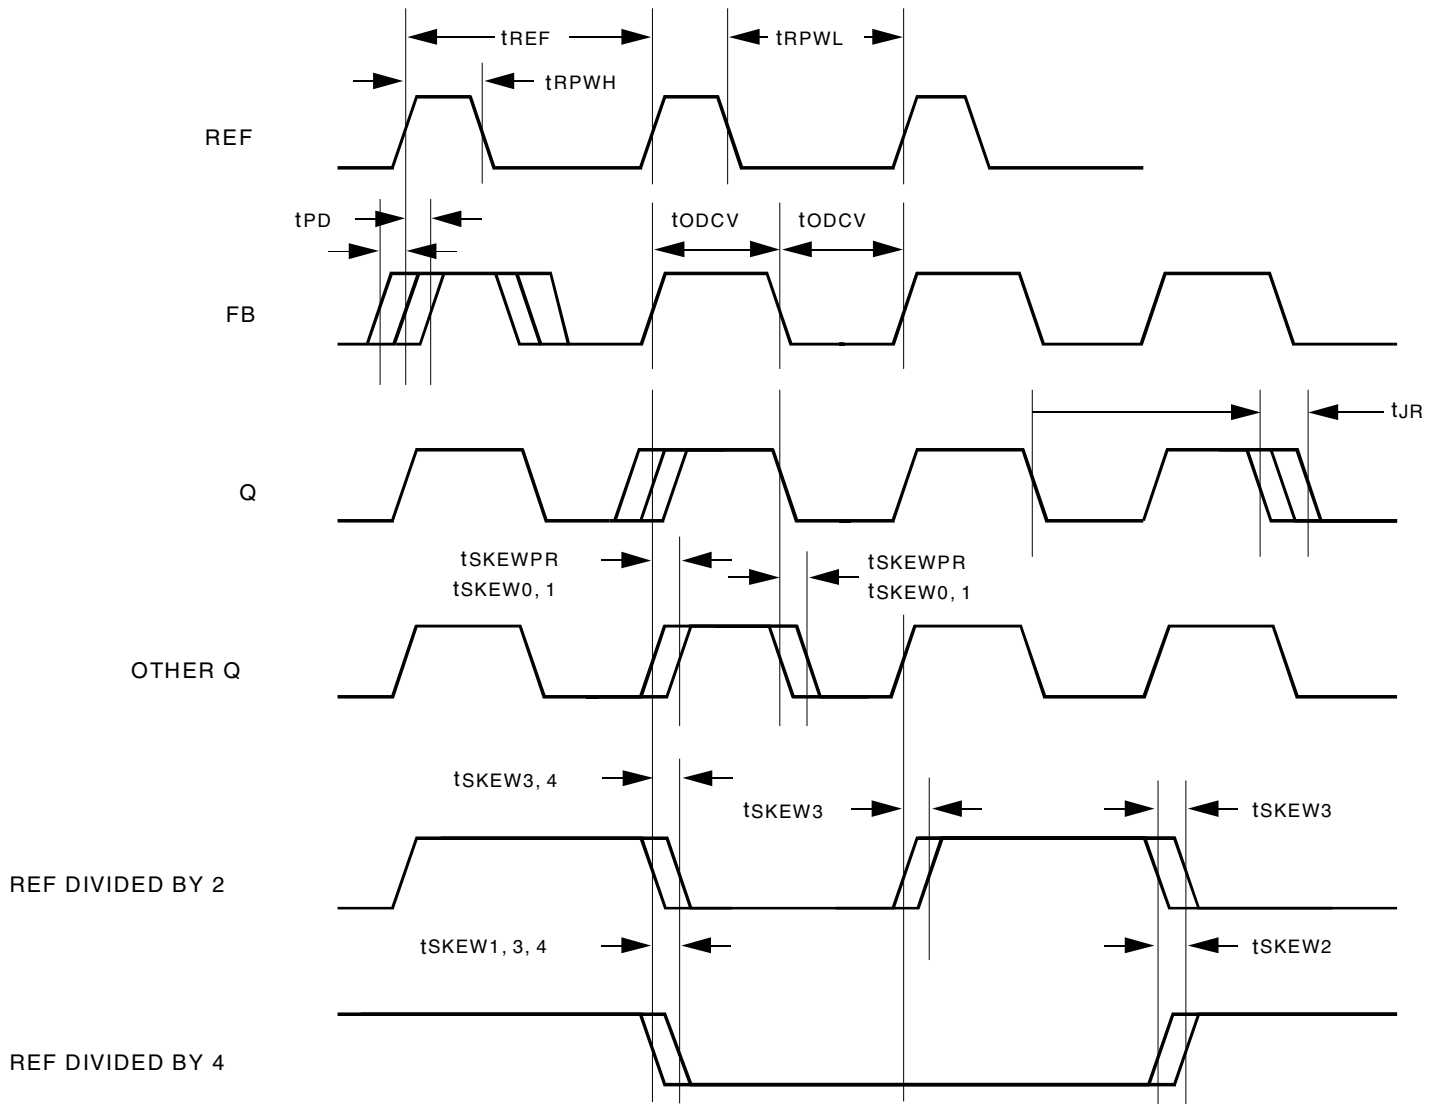 tREF
tRPWL
tRPWH
REF
tPD
tODCV
tODCV
FB
tJR
Q
tSKEWPR
tSKEW0, 1
tSKEWPR
tSKEW0, 1
OTHER Q
tSKEW3, 4
tSKEW3
tSKEW3
REF DIVIDED BY 2
tSKEW1, 3, 4
tSKEW2
REF DIVIDED BY 4